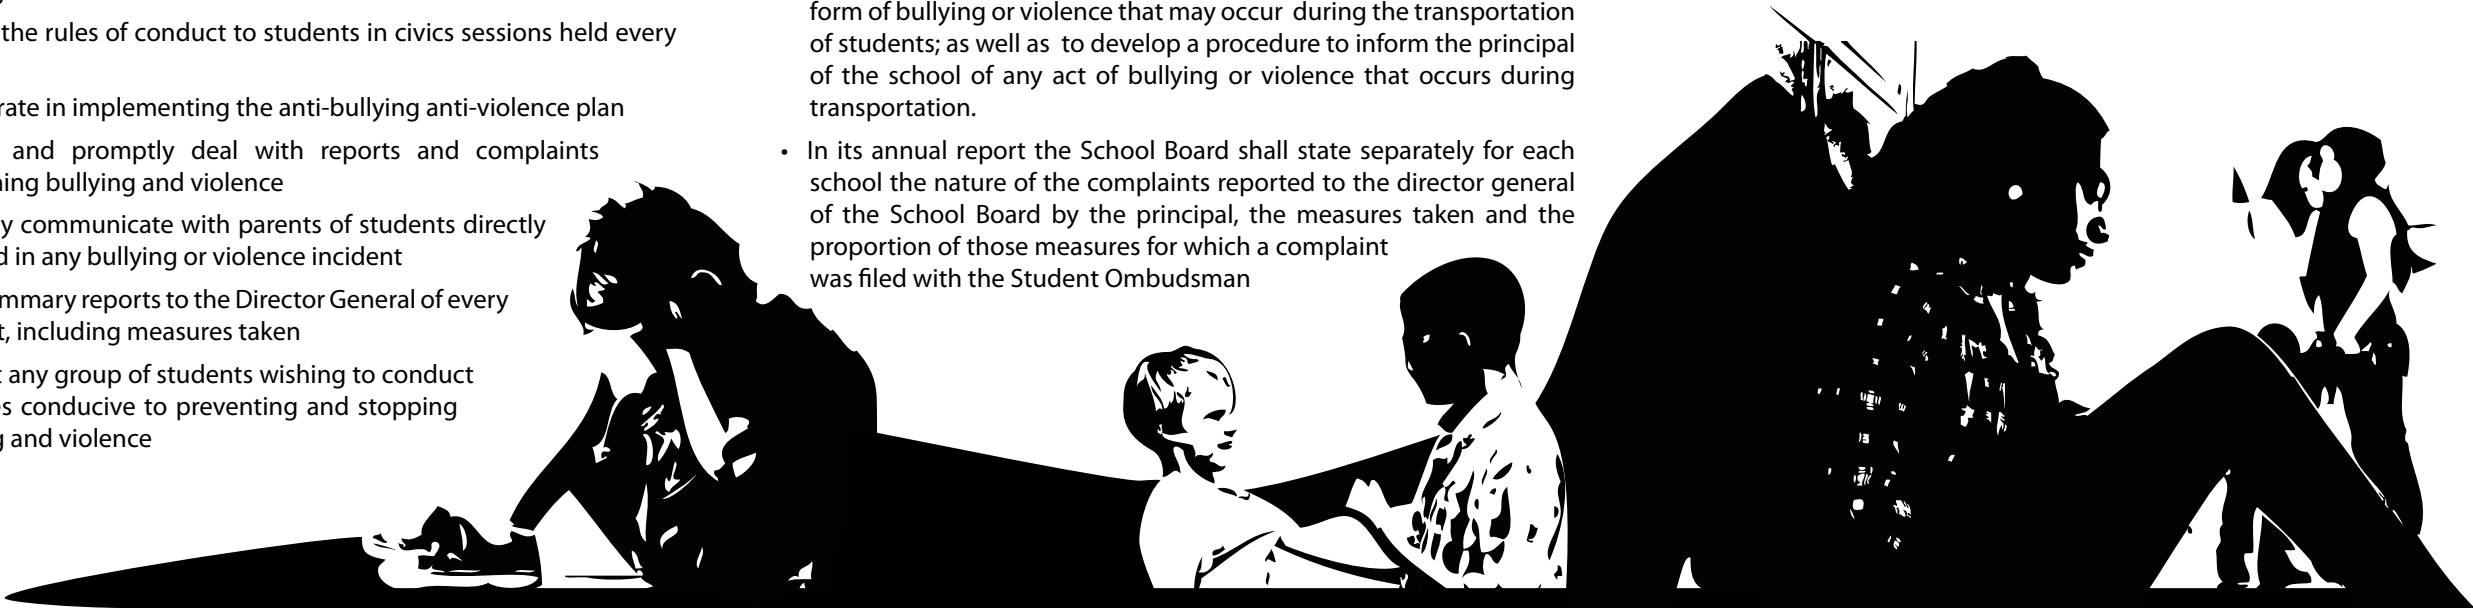 the rules of conduct to students in civics sessions held every
rate in implementing the anti-bullying anti-violence plan
and promptly deal with reports and complaints
ning bullying and violence
y communicate with parents of students directly
d in any bullying or violence incident
mmary reports to the Director General of every
t, including measures taken
t any group of students wishing to conduct
es conducive to preventing and stopping
g and violence
form of bullying or violence that may occur during the transportation
of students; as well as to develop a procedure to inform the principal
of the school of any act of bullying or violence that occurs during
transportation.
• In its annual report the School Board shall state separately for each
school the nature of the complaints reported to the director general
of the School Board by the principal, the measures taken and the
proportion of those measures for which a complaint
was filed with the Student Ombudsman